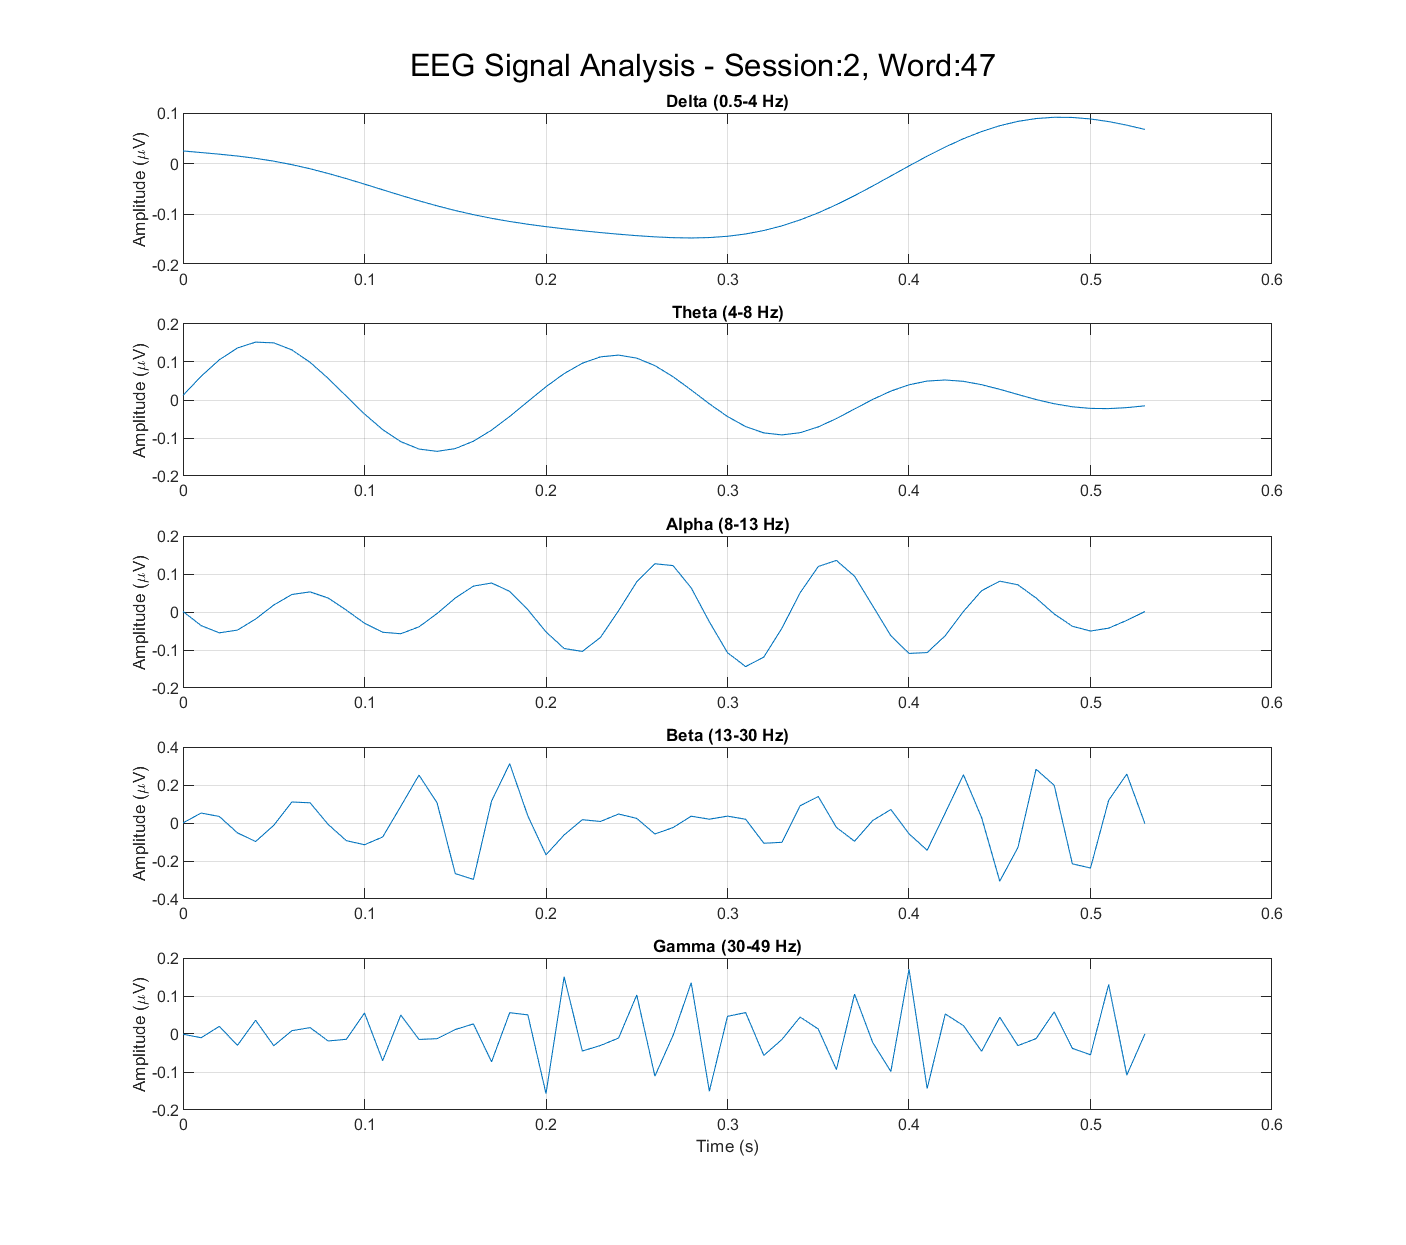 EEG Signal Analysis - Session:2, Word:47
Delta (0.5-4 Hz)
Amplitude (μV)
0.1
0
-0.1
-0.2
0 0.1 0.2 0.3 0.4 0.5 0.6
Theta (4-8 Hz)
Amplitude (μV)
0.2
0.1
0
-0.1
-0.2
0 0.1 0.2 0.3 0.4 0.5 0.6
Alpha (8-13 Hz)
Amplitude (μV)
0.2
0.1
0
-0.1
-0.2
0 0.1 0.2 0.3 0.4 0.5 0.6
Beta (13-30 Hz)
Amplitude (μV)
0.4
0.2
0
-0.2
-0.4
0 0.1 0.2 0.3 0.4 0.5 0.6
Gamma (30-49 Hz)
Amplitude (μV)
0.2
0.1
0
-0.1
-0.2
0 0.1 0.2 0.3 0.4 0.5 0.6
Time (s)